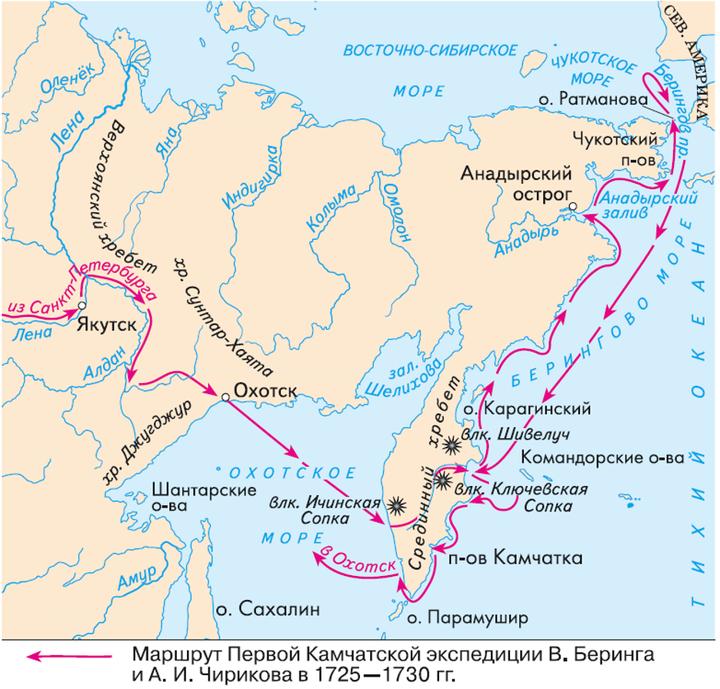 ВОСТОЧНО-СИБИРСКОЕ
МОРЕ
ЧУКОТСКОЕ
МОРЕ
СЕВ. АМЕРИКА
Берингов пр.
о. Ратманова
Чукотский
п-ов
Оленёк
Лена
Верхоянский хребет
Яна
Индигирка
Колыма
Омолон
Анадырский
острог
Анадырский
залив
Анадырь
из Санкт-Петербурга
Якутск
Лена
Алдан
хр. Сунтар-Хаята
хр. Джугджур
Охотск
зал.
Шелихова
БЕРИНГОВО МОРЕ
ТИХИЙ ОКЕАН
о. Карагинский
влк. Шивелуч
Срединный хребет
Командорские о-ва
влк. Ключевская
Сопка
влк. Ичинская
Сопка
ОХОТСКОЕ
МОРЕ
Шантарские
о-ва
в Охотск
п-ов Камчатка
Амур
о. Сахалин
о. Парамушир
Маршрут Первой Камчатской экспедиции В. Беринга
и А. И. Чирикова в 1725—1730 гг.